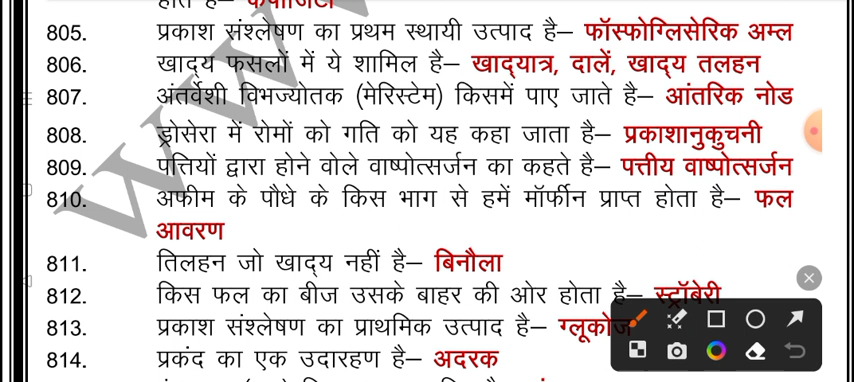 होते है– कंपोजिटी
805. प्रकाश संश्लेषण का प्रथम स्थायी उत्पाद है– फॉस्फोग्लिसेरिक अम्ल
806. खाद्य फसलों में ये शामिल है– खाद्यात्र, दालें, खाद्य तलहन
807. अंतर्वेशी विभज्योतक (मेरिस्टेम) किसमें पाए जाते है– आंतरिक नोड
808. ड्रोसेरा में रोमों को गति को यह कहा जाता है– प्रकाशानुकुचनी
809. पत्तियों द्वारा होने वोले वाष्पोत्सर्जन का कहते है– पत्तीय वाष्पोत्सर्जन
810. अफीम के पौधे के किस भाग से हमें मॉर्फीन प्राप्त होता है– फल
आवरण
811. तिलहन जो खाद्य नहीं है– बिनौला
812. किस फल का बीज उसके बाहर की ओर होता है– स्ट्रॉबेरी
813. प्रकाश संश्लेषण का प्राथमिक उत्पाद है– ग्लूकोज
814. प्रकंद का एक उदारहण है– अदरक